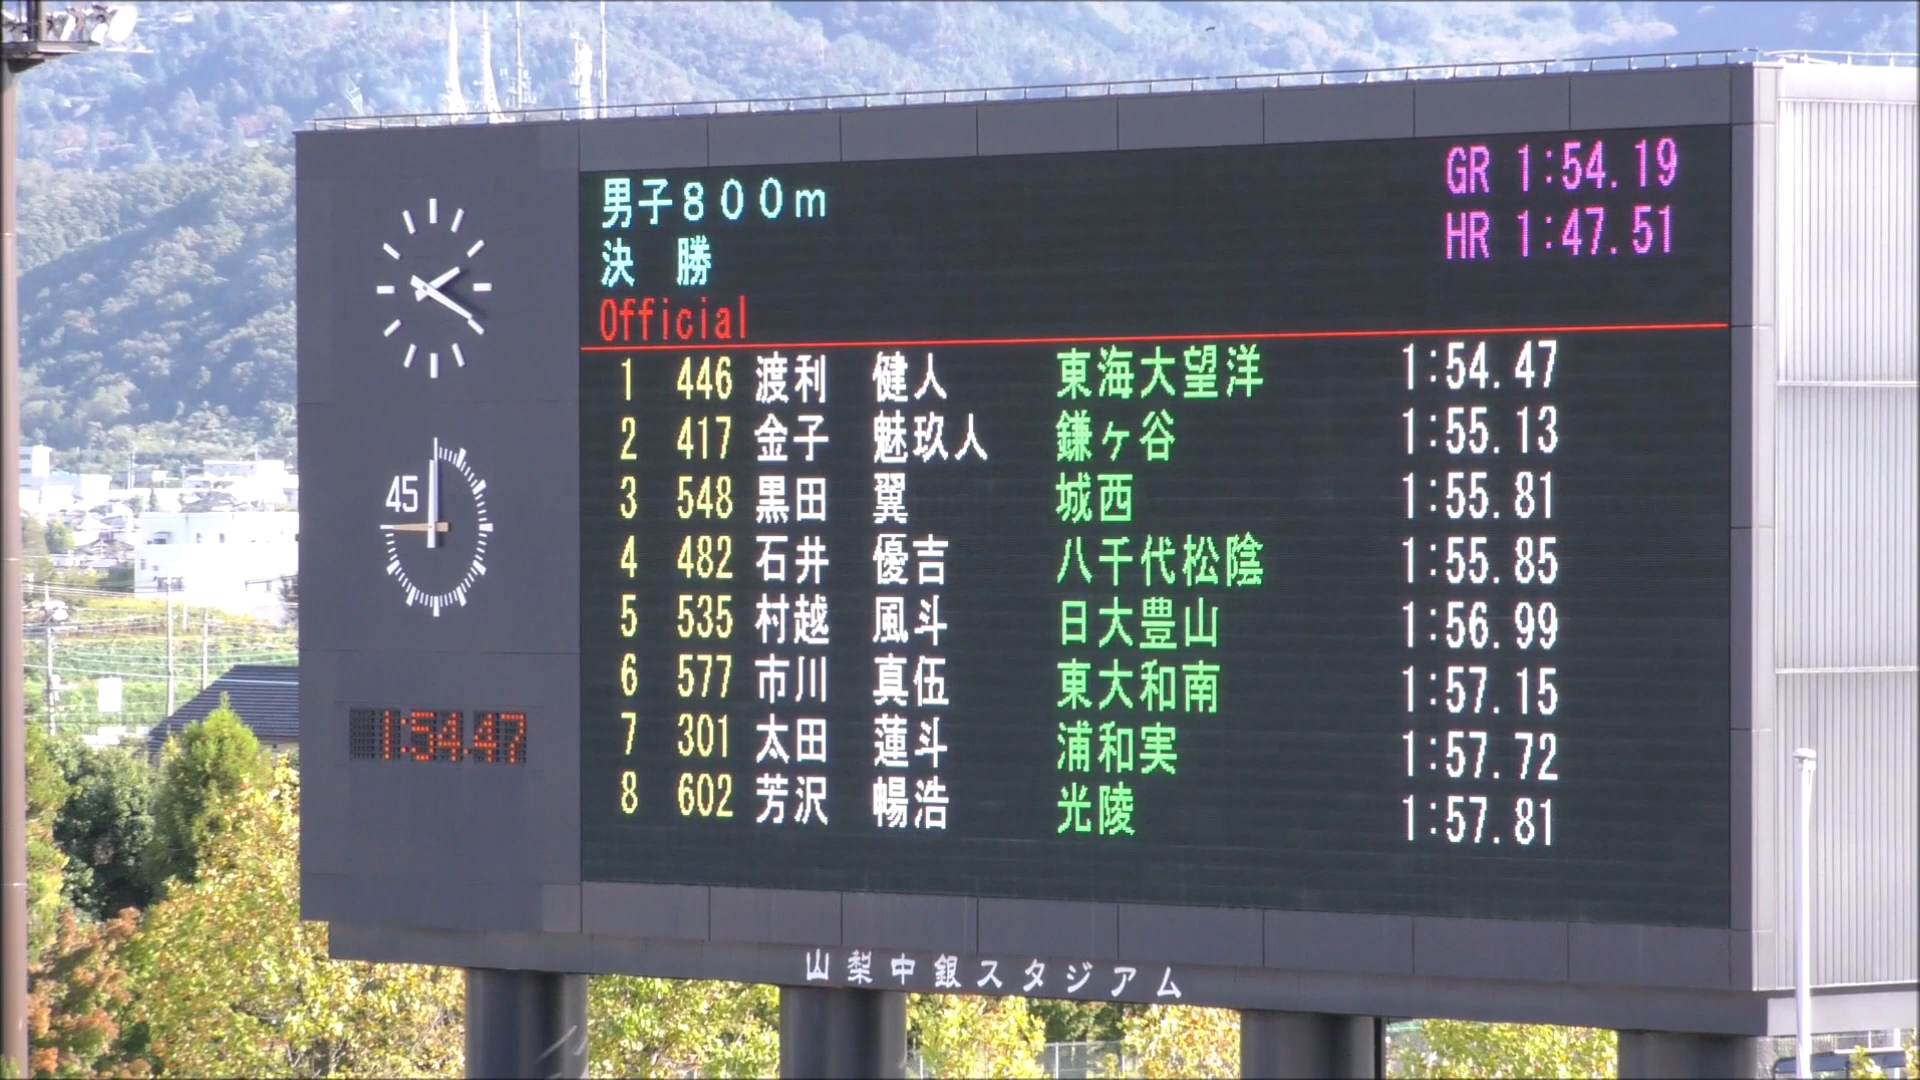 男子８００ｍ
GR 1:54.19
決　勝
HR 1:47.51
Official
1 446 渡利 健人 東海大望洋 1:54.47
2 417 金子 魅玖人 鎌ヶ谷 1:55.13
3 548 黒田 翼 城西 1:55.81
4 482 石井 優吉 八千代松陰 1:55.85
5 535 村越 風斗 日大豊山 1:56.99
6 577 市川 真伍 東大和南 1:57.15
7 301 太田 蓮斗 浦和実 1:57.72
8 602 芳沢 暢浩 光陵 1:57.81
45
1:54.47
山梨中銀スタジアム